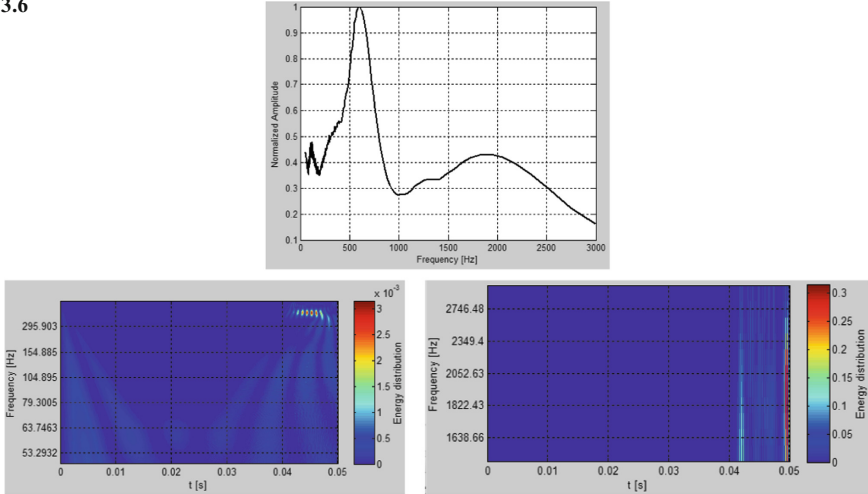 3.6
1
0.9
0.8
0.7
0.6
0.5
0.4
0.3
0.2
0.1
Normalized Amplitude
0 500 1000 1500 2000 2500 3000
Frequency [Hz]
x 10⁻³
295.903
154.885
104.895
79.3005
63.7463
53.2932
Frequency [Hz]
0 0.01 0.02 0.03 0.04 0.05
t [s]
3
2.5
2
1.5
1
0.5
0
Energy distribution
2746.48
2349.4
2052.63
1822.43
1638.66
Frequency [Hz]
0 0.01 0.02 0.03 0.04 0.05
t [s]
0.3
0.25
0.2
0.15
0.1
0.05
Energy distribution